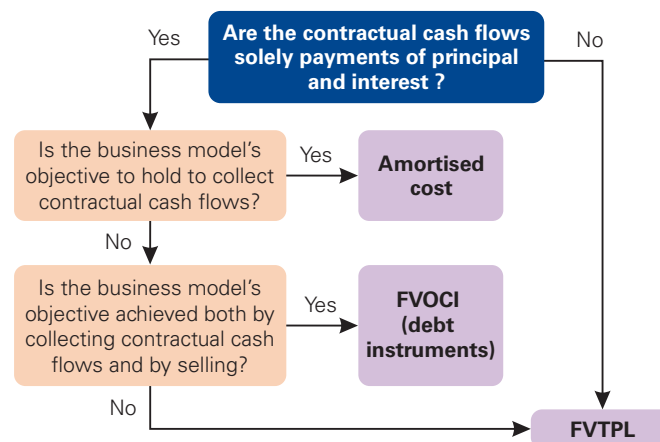 Are the contractual cash flows
solely payments of principal
and interest ?
Yes
No
Is the business model's
objective to hold to collect
contractual cash flows?
Yes
Amortised
cost
No
Is the business model's
objective achieved both by
collecting contractual cash
flows and by selling?
Yes
FVOCI
(debt
instruments)
No
FVTPL